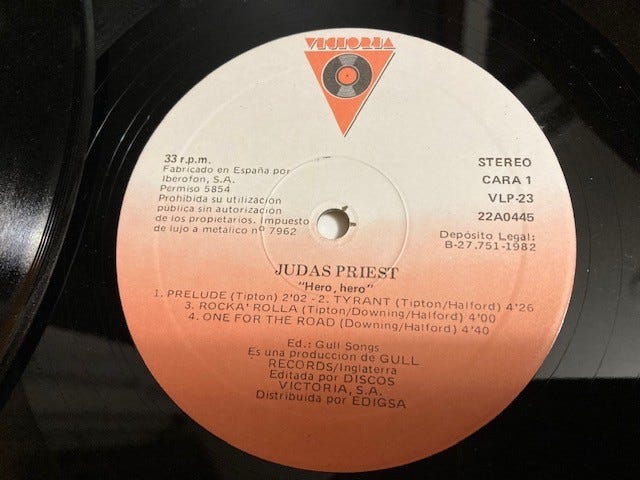 VICTORIA
33 r.p.m.
Fabricado en España por
Iberofon, S.A.
Permiso 5854
Prohibida su utilización
pública sin autorización
de los propietarios. Impuesto
de lujo a metálico nº 7962
STEREO
CARA 1
VLP-23
22A0445
Depósito Legal:
B-27.751-1982
JUDAS PRIEST
"Hero, hero"
1. PRELUDE (Tipton) 2'02 - 2. TYRANT (Tipton/Halford) 4'26
3. ROCKA' ROLLA (Tipton/Downing/Halford) 4'00
4. ONE FOR THE ROAD (Downing/Halford) 4'40
Ed.: Gull Songs
Es una produccion de GULL
RECORDS/Inglaterra
Editada por DISCOS
VICTORIA, S.A.
Distribuida por EDIGSA